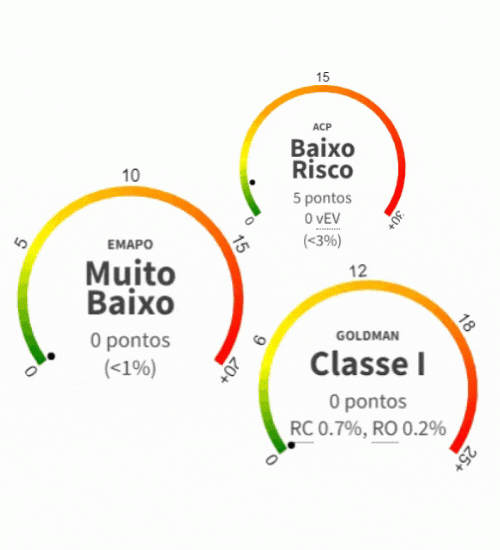 15
ACP
Baixo
Risco
5 pontos
0 vEV
(<3%)
0
30+
10
5
15
EMAPO
Muito
Baixo
0 pontos
(<1%)
0
20+
12
6
18
GOLDMAN
Classe I
0 pontos
RC 0.7%, RO 0.2%
0
25+